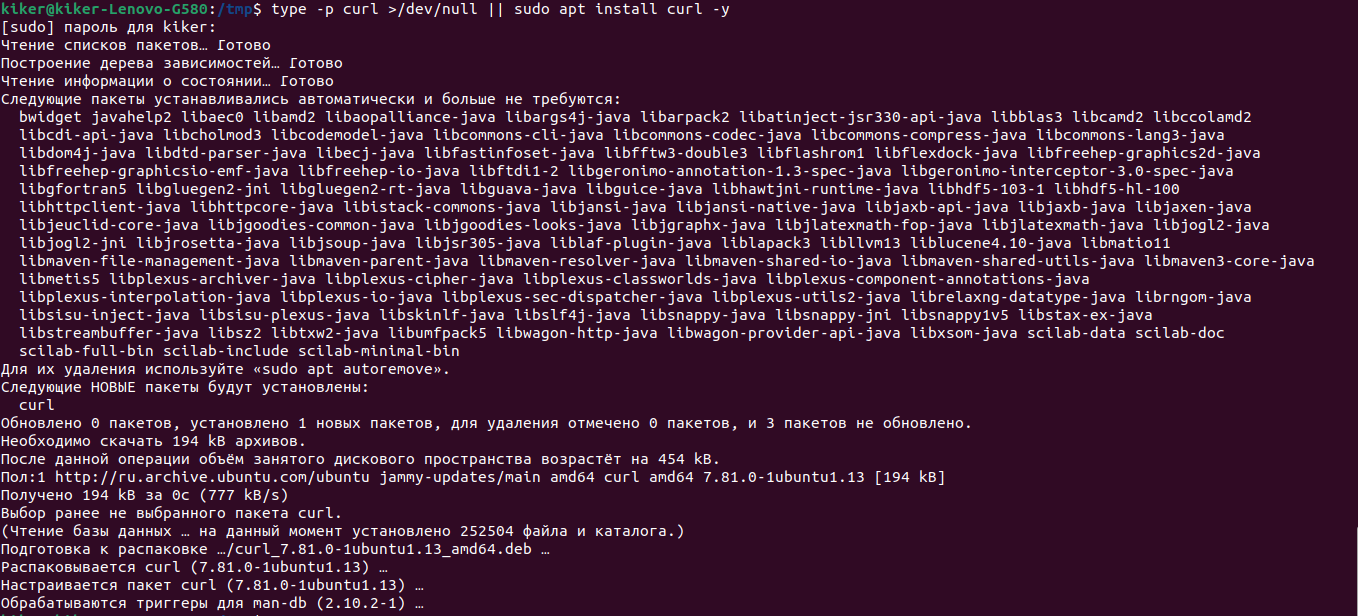 kiker@kiker-Lenovo-G580:/tmp$ type -p curl >/dev/null || sudo apt install curl -y
[sudo] пароль для kiker:
Чтение списков пакетов… Готово
Построение дерева зависимостей… Готово
Чтение информации о состоянии… Готово
Следующие пакеты устанавливались автоматически и больше не требуются:
  bwidget javahelp2 libaec0 libamd2 libaopalliance-java libargs4j-java libarpack2 libatinject-jsr330-api-java libblas3 libcamd2 libccolamd2
  libcdi-api-java libcholmod3 libcodemodel-java libcommons-cli-java libcommons-codec-java libcommons-compress-java libcommons-lang3-java
  libdom4j-java libdtd-parser-java libecj-java libfastinfoset-java libfftw3-double3 libflashrom1 libflexdock-java libfreehep-graphics2d-java
  libfreehep-graphicsio-emf-java libfreehep-io-java libftdi1-2 libgeronimo-annotation-1.3-spec-java libgeronimo-interceptor-3.0-spec-java
  libgfortran5 libgluegen2-jni libgluegen2-rt-java libguava-java libguice-java libhawtjni-runtime-java libhdf5-103-1 libhdf5-hl-100
  libhttpclient-java libhttpcore-java libistack-commons-java libjansi-java libjansi-native-java libjaxb-api-java libjaxb-java libjaxen-java
  libjeuclid-core-java libjgoodies-common-java libjgoodies-looks-java libjgraphx-java libjlatexmath-fop-java libjlatexmath-java libjogl2-java
  libjogl2-jni libjrosetta-java libjsoup-java libjsr305-java liblaf-plugin-java liblapack3 libllvm13 liblucene4.10-java libmatio11
  libmaven-file-management-java libmaven-parent-java libmaven-resolver-java libmaven-shared-io-java libmaven-shared-utils-java libmaven3-core-java
  libmetis5 libplexus-archiver-java libplexus-cipher-java libplexus-classworlds-java libplexus-component-annotations-java
  libplexus-interpolation-java libplexus-io-java libplexus-sec-dispatcher-java libplexus-utils2-java librelaxng-datatype-java librngom-java
  libsisu-inject-java libsisu-plexus-java libskinlf-java libslf4j-java libsnappy-java libsnappy-jni libsnappy1v5 libstax-ex-java
  libstreambuffer-java libsz2 libtxw2-java libumfpack5 libwagon-http-java libwagon-provider-api-java libxsom-java scilab-data scilab-doc
  scilab-full-bin scilab-include scilab-minimal-bin
Для их удаления используйте «sudo apt autoremove».
Следующие НОВЫЕ пакеты будут установлены:
  curl
Обновлено 0 пакетов, установлено 1 новых пакетов, для удаления отмечено 0 пакетов, и 3 пакетов не обновлено.
Необходимо скачать 194 kB архивов.
После данной операции объём занятого дискового пространства возрастёт на 454 kB.
Пол:1 http://ru.archive.ubuntu.com/ubuntu jammy-updates/main amd64 curl amd64 7.81.0-1ubuntu1.13 [194 kB]
Получено 194 kB за 0с (777 kB/s)
Выбор ранее не выбранного пакета curl.
(Чтение базы данных … на данный момент установлено 252504 файла и каталога.)
Подготовка к распаковке …/curl_7.81.0-1ubuntu1.13_amd64.deb …
Распаковывается curl (7.81.0-1ubuntu1.13) …
Настраивается пакет curl (7.81.0-1ubuntu1.13) …
Обрабатываются триггеры для man-db (2.10.2-1) …